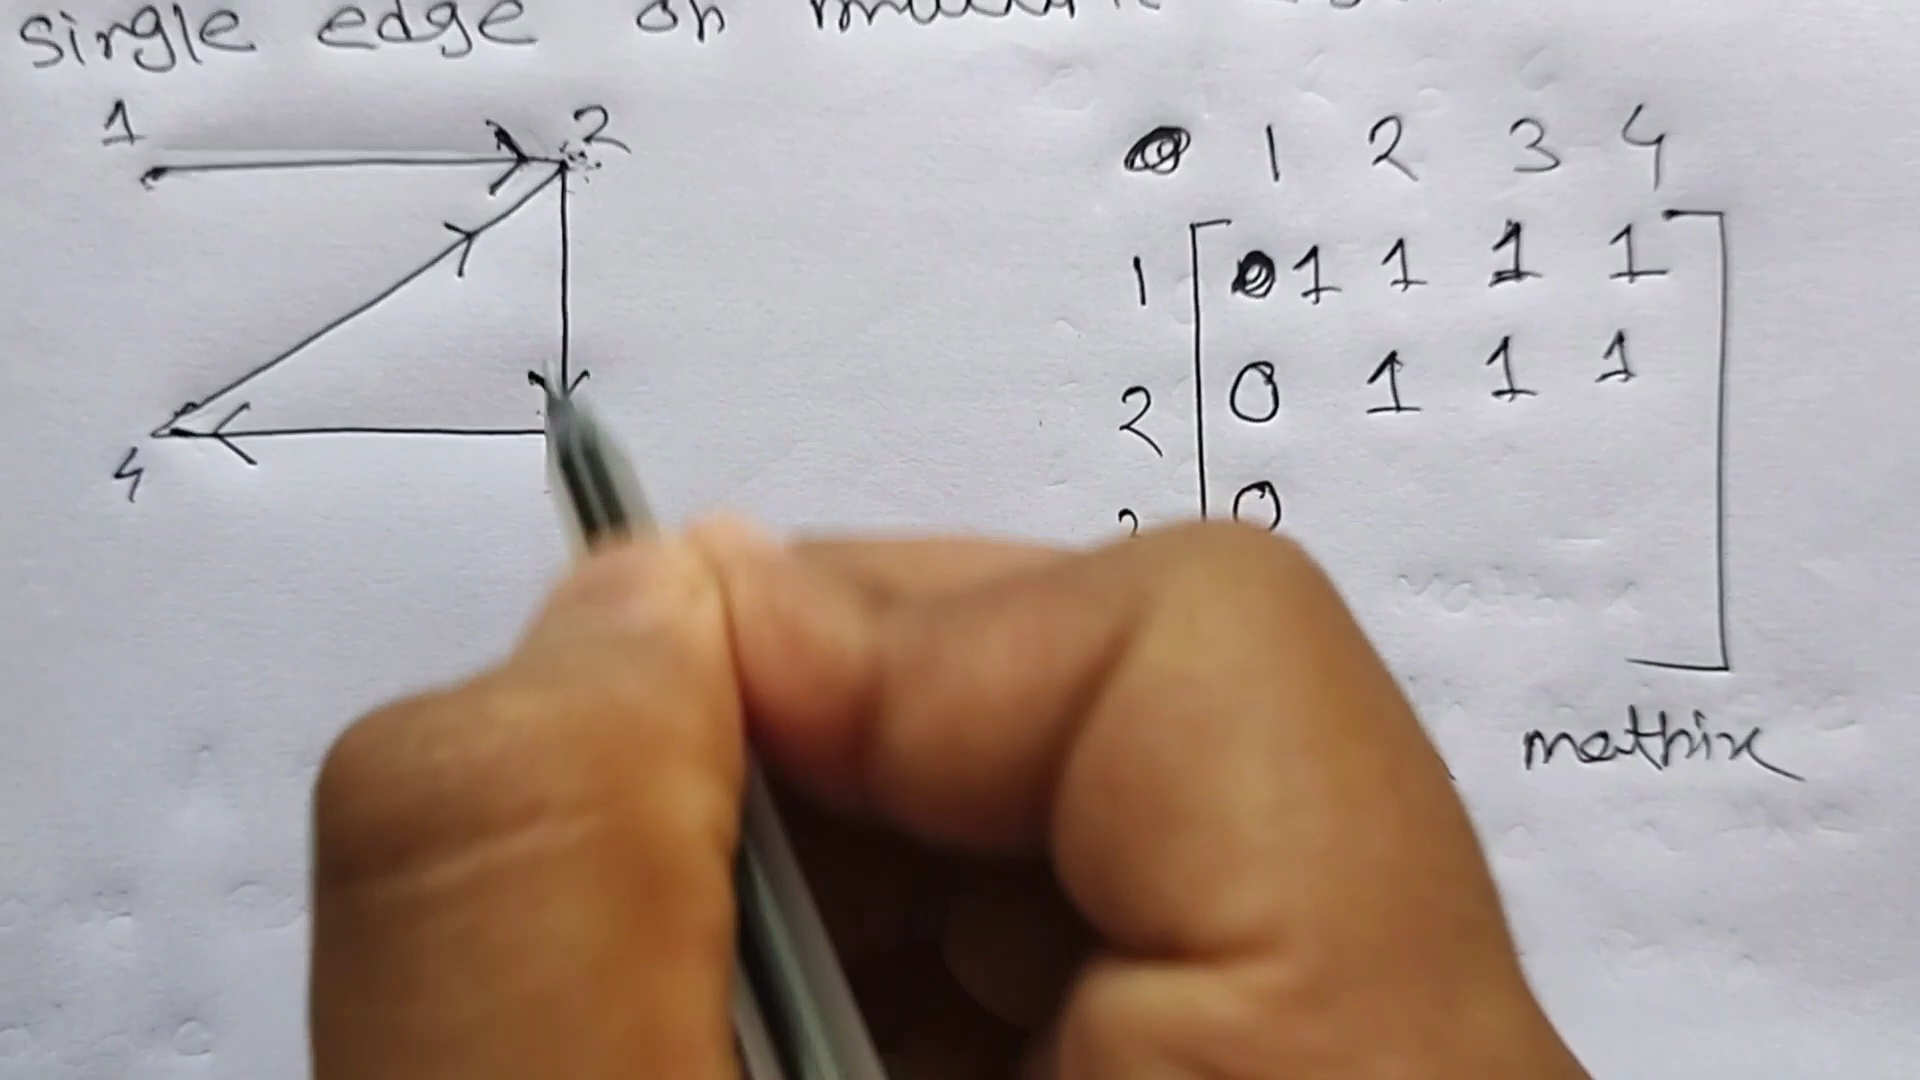 single edge or
1 2
4
1 2 3 4
1 1 1 1 1
2 0 1 1 1
0
mathix